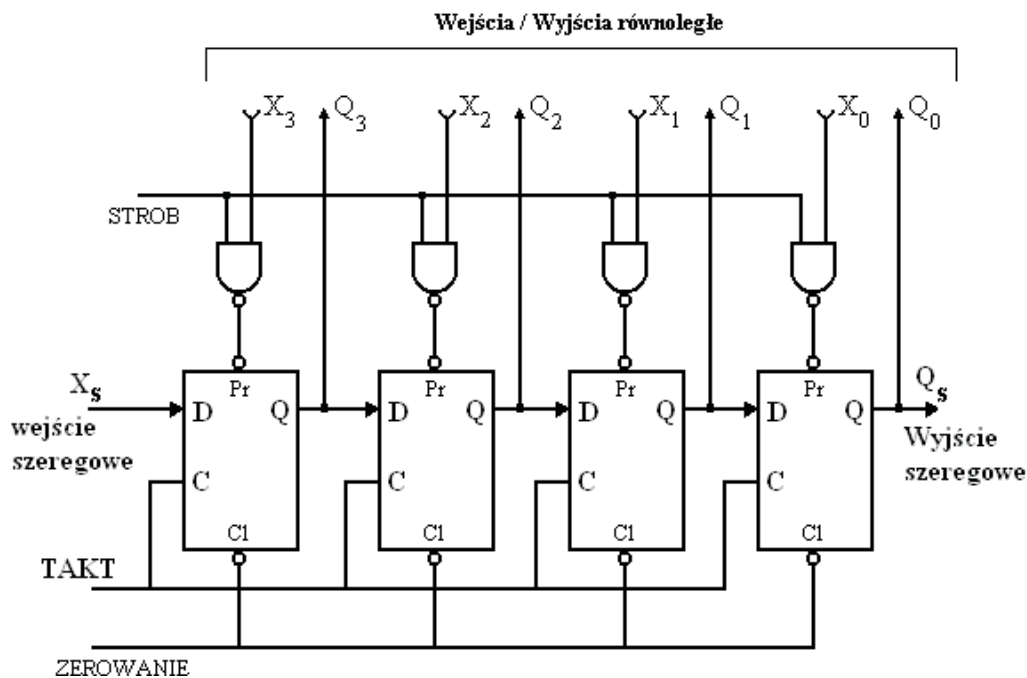 Wejścia / Wyjścia równoległe
X3 Q3 X2 Q2 X1 Q1 X0 Q0
STROB
Pr Pr Pr Pr
Xs Qs
D Q D Q D Q D Q
wejście
szeregowe
Wyjście
szeregowe
C C C C
Cl Cl Cl Cl
TAKT
ZEROWANIE